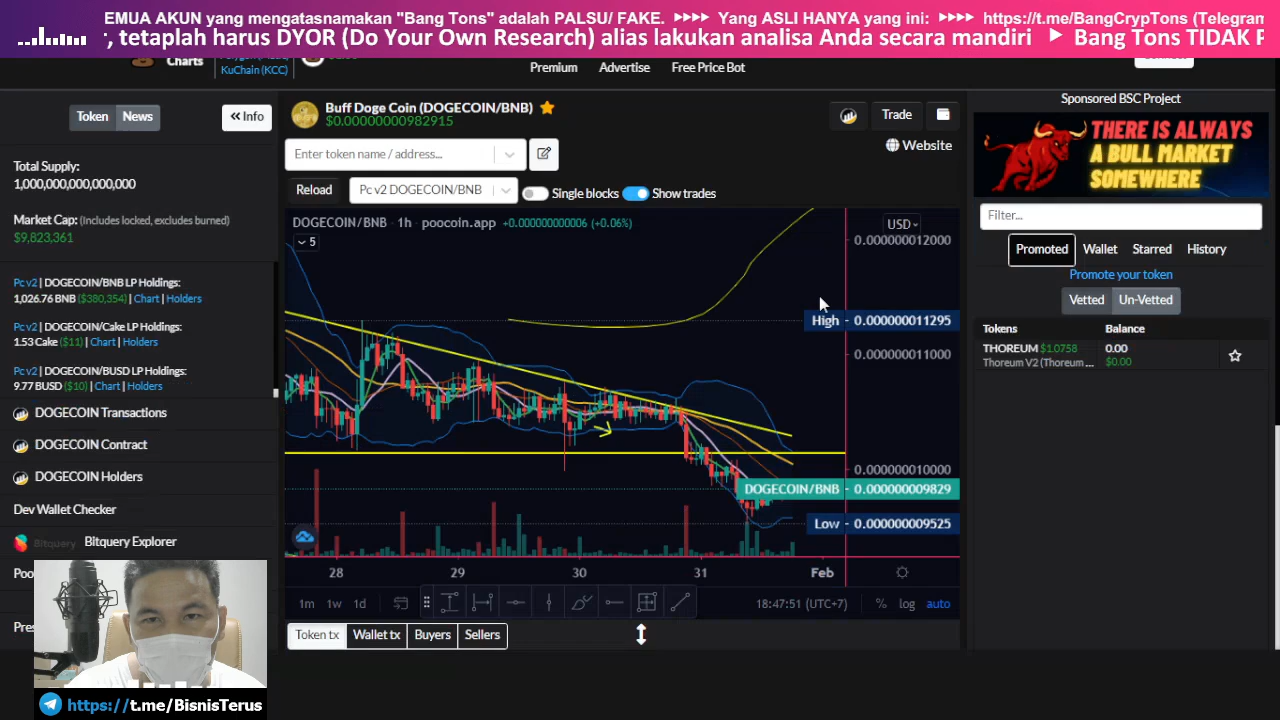 EMUA AKUN yang mengatasnamakan "Bang Tons" adalah PALSU/ FAKE. ▸▸▸▸ Yang ASLI HANYA yang ini: ▸▸▸▸ https://t.me/BangCrypTons (Telegram
, tetaplah harus DYOR (Do Your Own Research) alias lakukan analisa Anda secara mandiri ▶ Bang Tons TIDAK
Charts
KuChain (KCC)
Premium Advertise Free Price Bot
Token News « Info
Total Supply:
1,000,000,000,000,000
Market Cap: (Includes locked, excludes burned)
$9,823,361
Pc v2 | DOGECOIN/BNB LP Holdings:
1,026.76 BNB ($380,354) | Chart | Holders
Pc v2 | DOGECOIN/Cake LP Holdings:
1.53 Cake ($11) | Chart | Holders
Pc v2 | DOGECOIN/BUSD LP Holdings:
9.77 BUSD ($10) | Chart | Holders
DOGECOIN Transactions
DOGECOIN Contract
DOGECOIN Holders
Dev Wallet Checker
Bitquery Bitquery Explorer
Poo
Pres
https://t.me/BisnisTerus
Buff Doge Coin (DOGECOIN/BNB)
$0.00000000982915
Trade
Website
Enter token name / address...
Reload Pc v2 DOGECOIN/BNB Single blocks Show trades
DOGECOIN/BNB · 1h · poocoin.app +0.00000000006 (+0.06%)
5
USD
0.000000012000
High 0.000000011295
0.000000011000
0.000000010000
DOGECOIN/BNB 0.000000009829
Low 0.000000009525
28 29 30 31 Feb
1m 1w 1d 18:47:51 (UTC+7) % log auto
Token tx Wallet tx Buyers Sellers
Sponsored BSC Project
THERE IS ALWAYS
A BULL MARKET
SOMEWHERE
Filter...
Promoted Wallet Starred History
Promote your token
Vetted Un-Vetted
Tokens Balance
THOREUM $1.0758 0.00
Thoreum V2 (Thoreum ... $0.00